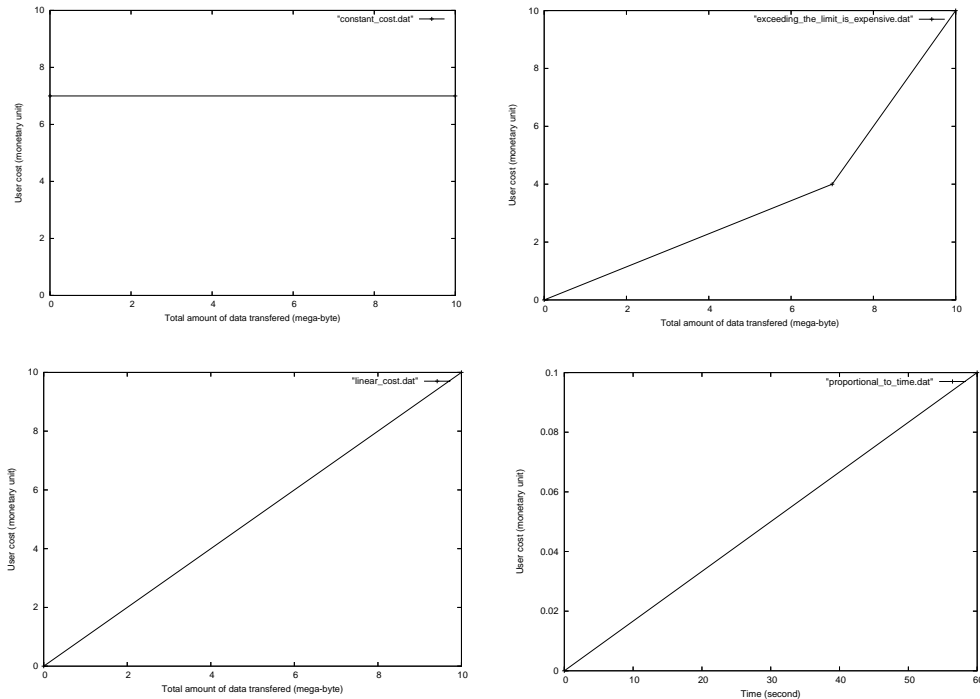 "constant_cost.dat"
10
8
6
4
2
0
User cost (monetary unit)
0 2 4 6 8 10
Total amount of data transfered (mega-byte)
"exceeding_the_limit_is_expensive.dat"
10
8
6
4
2
0
User cost (monetary unit)
0 2 4 6 8 10
Total amount of data transfered (mega-byte)
"linear_cost.dat"
10
8
6
4
2
0
User cost (monetary unit)
0 2 4 6 8 10
Total amount of data transfered (mega-byte)
"proportional_to_time.dat"
0.1
0.08
0.06
0.04
0.02
0
User cost (monetary unit)
0 10 20 30 40 50 60
Time (second)